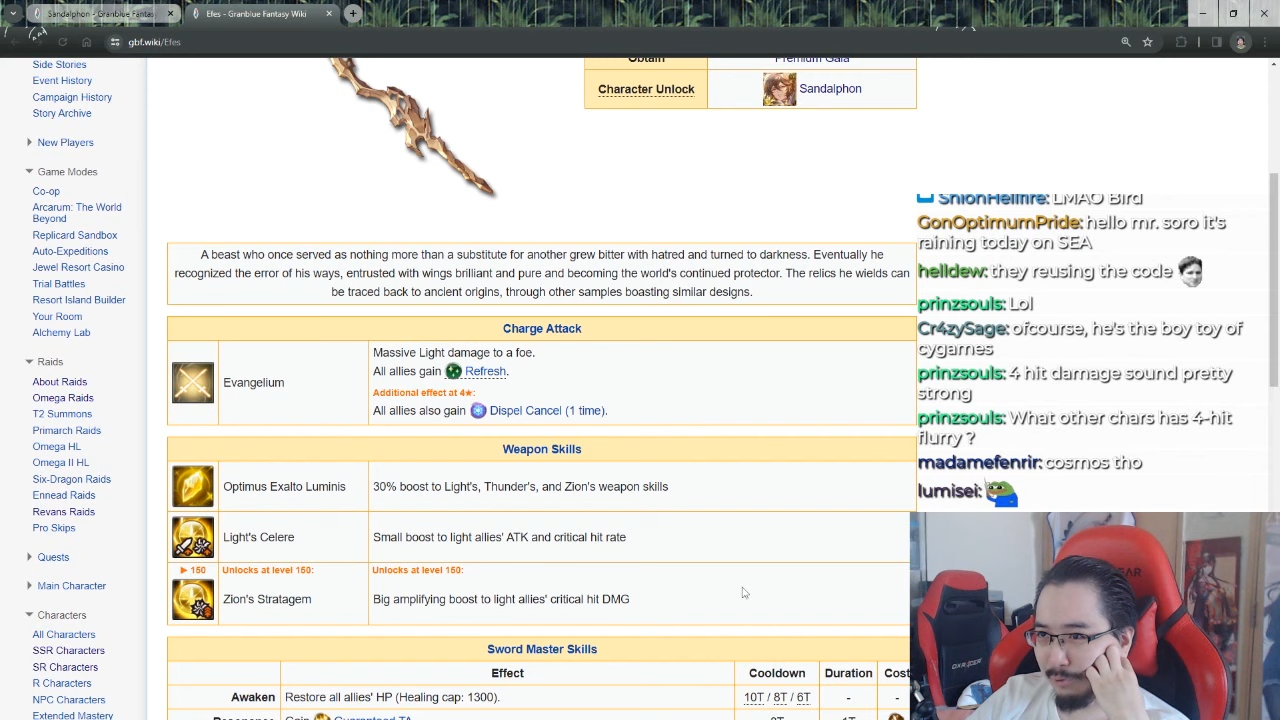 Sandalphon - Granblue Fantas
Efes - Granblue Fantasy Wiki
gbf.wiki/Efes
Side Stories
Event History
Campaign History
Story Archive
New Players
Game Modes
Co-op
Arcarum: The World
Beyond
Replicard Sandbox
Auto-Expeditions
Jewel Resort Casino
Trial Battles
Resort Island Builder
Your Room
Alchemy Lab
Raids
About Raids
Omega Raids
T2 Summons
Primarch Raids
Omega HL
Omega II HL
Six-Dragon Raids
Ennead Raids
Revans Raids
Pro Skips
Quests
Main Character
Characters
All Characters
SSR Characters
SR Characters
R Characters
NPC Characters
Extended Mastery
Obtain Premium Gala
Character Unlock Sandalphon
A beast who once served as nothing more than a substitute for another grew bitter with hatred and turned to darkness. Eventually he
recognized the error of his ways, entrusted with wings brilliant and pure and becoming the world's continued protector. The relics he wields can
be traced back to ancient origins, through other samples boasting similar designs.
Charge Attack
Evangelium
Massive Light damage to a foe.
All allies gain Refresh.
Additional effect at 4★:
All allies also gain Dispel Cancel (1 time).
Weapon Skills
Optimus Exalto Luminis 30% boost to Light's, Thunder's, and Zion's weapon skills
Light's Celere Small boost to light allies' ATK and critical hit rate
▶ 150 Unlocks at level 150: Unlocks at level 150:
Zion's Stratagem Big amplifying boost to light allies' critical hit DMG
Sword Master Skills
Effect Cooldown Duration Cost
Awaken Restore all allies' HP (Healing cap: 1300). 10T / 8T / 6T - -
Resonance Gain Guaranteed TA 1T
ShionHellfire: LMAO Bird
GonOptimumPride: hello mr. soro it's
raining today on SEA
helldew: they reusing the code
prinzsouls: Lol
Cr4zySage: ofcourse, he's the boy toy of
cygames
prinzsouls: 4 hit damage sound pretty
strong
prinzsouls: What other chars has 4-hit
flurry ?
madamefenrir: cosmos tho
lumisei: